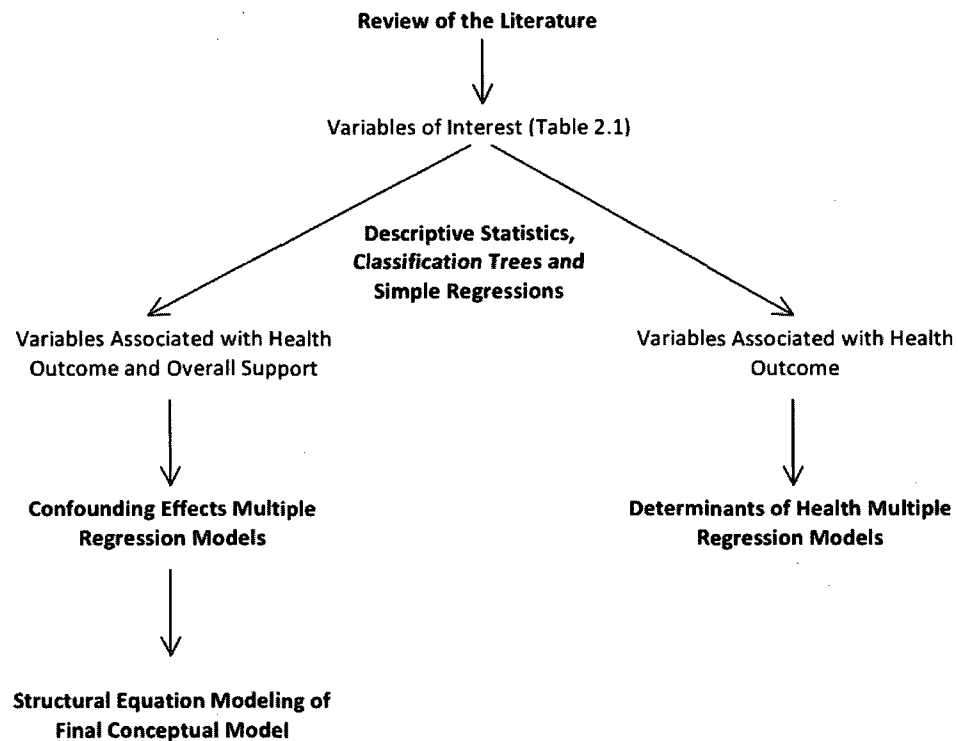 Review of the Literature
Variables of Interest (Table 2.1)
Descriptive Statistics,
Classification Trees and
Simple Regressions
Variables Associated with Health
Outcome and Overall Support
Variables Associated with Health
Outcome
Confounding Effects Multiple
Regression Models
Determinants of Health Multiple
Regression Models
Structural Equation Modeling of
Final Conceptual Model